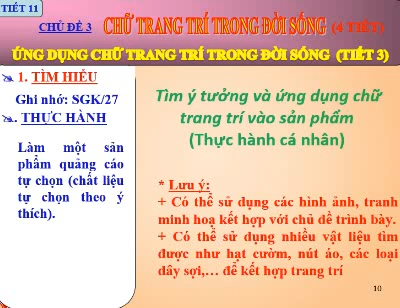 TIẾT 11
CHỦ ĐỀ 3 CHỮ TRANG TRÍ TRONG ĐỜI SỐNG (4 TIẾT)
ỨNG DỤNG CHỮ TRANG TRÍ TRONG ĐỜI SỐNG (TIẾT 3)
1. TÌM HIỂU
Ghi nhớ: SGK/27
. THỰC HÀNH
Làm một sản
phẩm quảng cáo
tự chọn (chất liệu
tự chọn theo ý
thích).
Tìm ý tưởng và ứng dụng chữ
trang trí vào sản phẩm
(Thực hành cá nhân)
* Lưu ý:
+ Có thể sử dụng các hình ảnh, tranh
minh hoạ kết hợp với chủ đề trình bày.
+ Có thể sử dụng nhiều vật liệu tìm
được như hạt cườm, nút áo, các loại
dây sợi,... để kết hợp trang trí
10